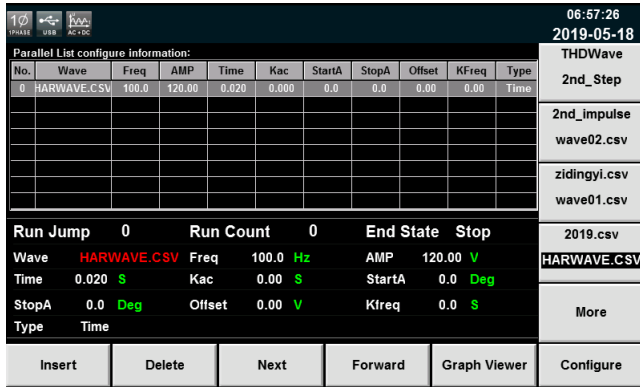 1Ø
1PHASE USB AC+DC
06:57:26
2019-05-18
Parallel List configure information:
No. Wave Freq AMP Time Kac StartA StopA Offset KFreq Type
0 HARWAVE.CSV 100.0 120.00 0.020 0.000 0.0 0.0 0.00 0.00 Time
Run Jump 0 Run Count 0 End State Stop
Wave HARWAVE.CSV Freq 100.0 Hz AMP 120.00 V
Time 0.020 S Kac 0.00 S StartA 0.0 Deg
StopA 0.0 Deg Offset 0.00 V Kfreq 0.0 S
Type Time
THDWave
2nd_Step
2nd_impulse
wave02.csv
zidingyi.csv
wave01.csv
2019.csv
HARWAVE.CSV
More
Insert Delete Next Forward Graph Viewer Configure